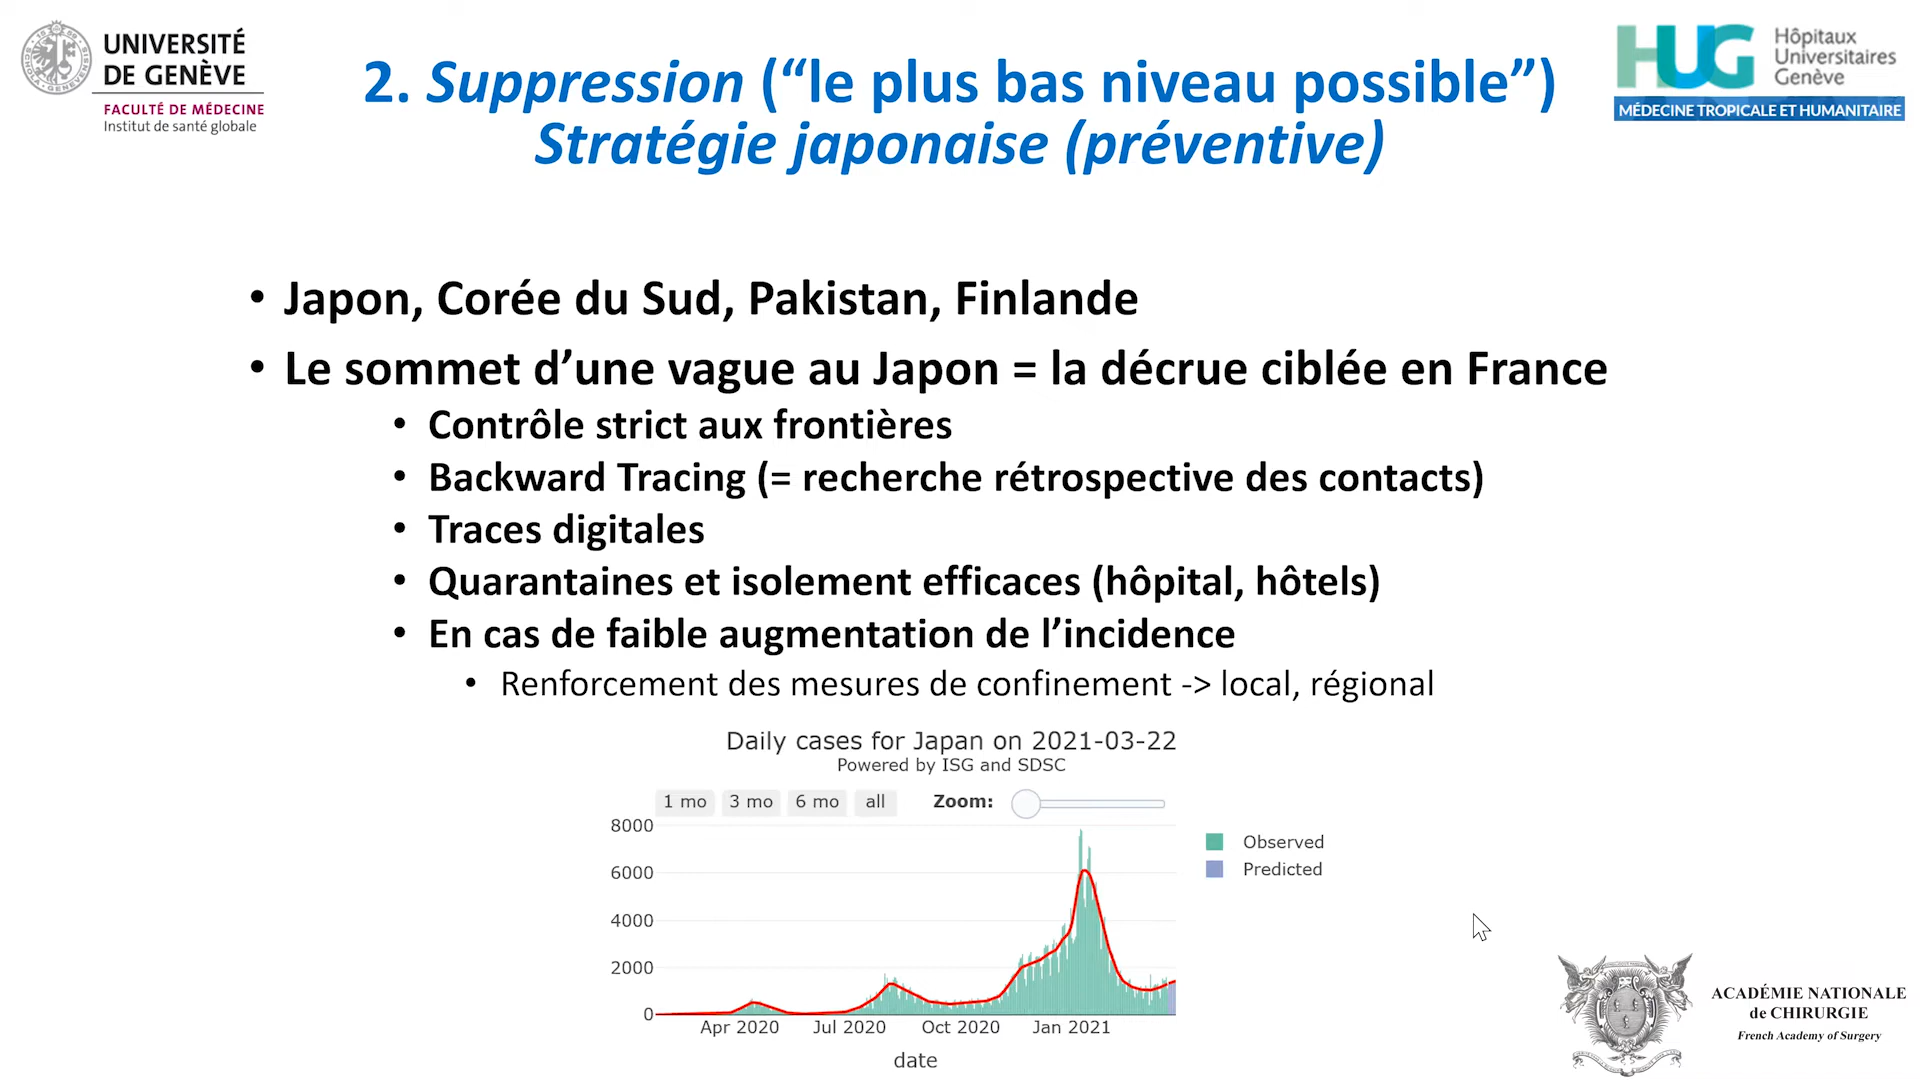 UNIVERSITÉ
DE GENÈVE
FACULTÉ DE MÉDECINE
Institut de santé globale
2. Suppression (“le plus bas niveau possible”)
Stratégie japonaise (préventive)
HUG Hôpitaux
Universitaires
Genève
MÉDECINE TROPICALE ET HUMANITAIRE
• Japon, Corée du Sud, Pakistan, Finlande
• Le sommet d’une vague au Japon = la décrue ciblée en France
• Contrôle strict aux frontières
• Backward Tracing (= recherche rétrospective des contacts)
• Traces digitales
• Quarantaines et isolement efficaces (hôpital, hôtels)
• En cas de faible augmentation de l’incidence
• Renforcement des mesures de confinement -> local, régional
Daily cases for Japan on 2021-03-22
Powered by ISG and SDSC
1 mo 3 mo 6 mo all Zoom:
8000
6000
4000
2000
0
Observed
Predicted
Apr 2020 Jul 2020 Oct 2020 Jan 2021
date
ACADÉMIE NATIONALE
de CHIRURGIE
French Academy of Surgery